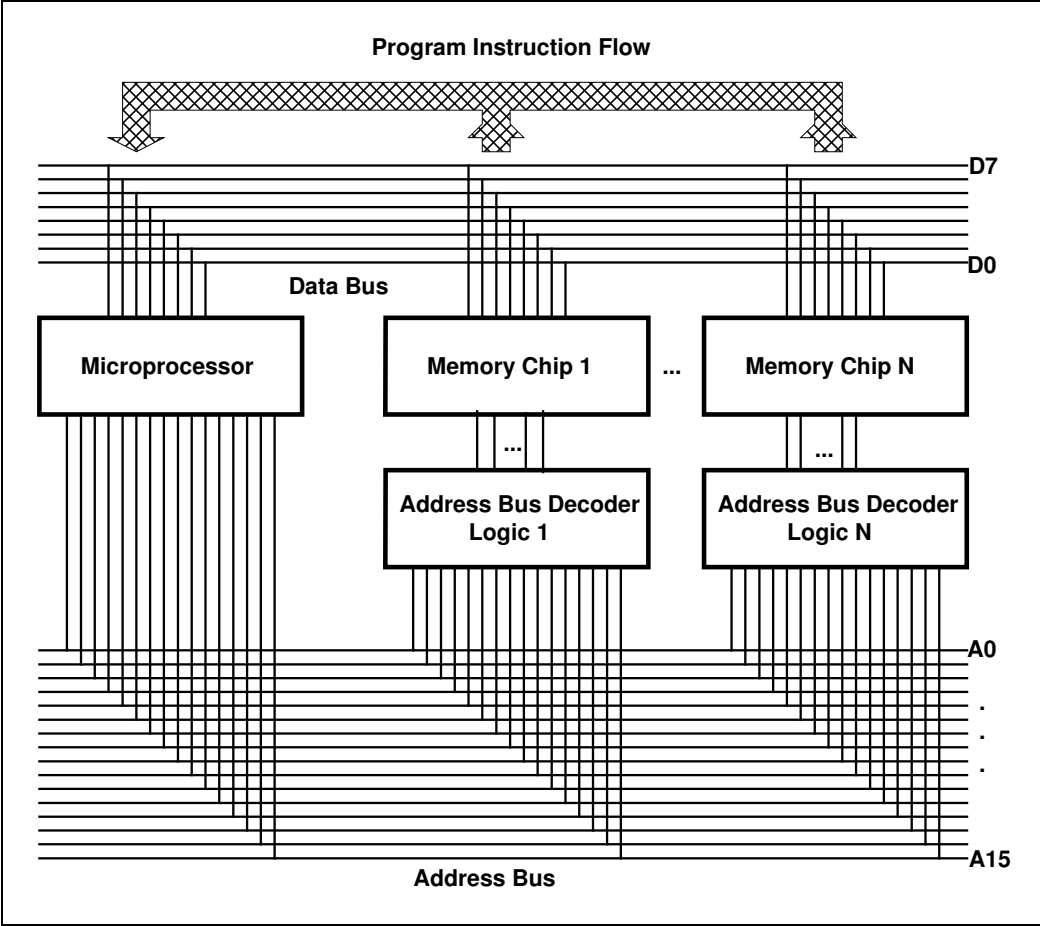 Program Instruction Flow
D7
D0
Data Bus
Microprocessor
Memory Chip 1
...
Memory Chip N
...
...
Address Bus Decoder
Logic 1
Address Bus Decoder
Logic N
A0
.
.
.
A15
Address Bus